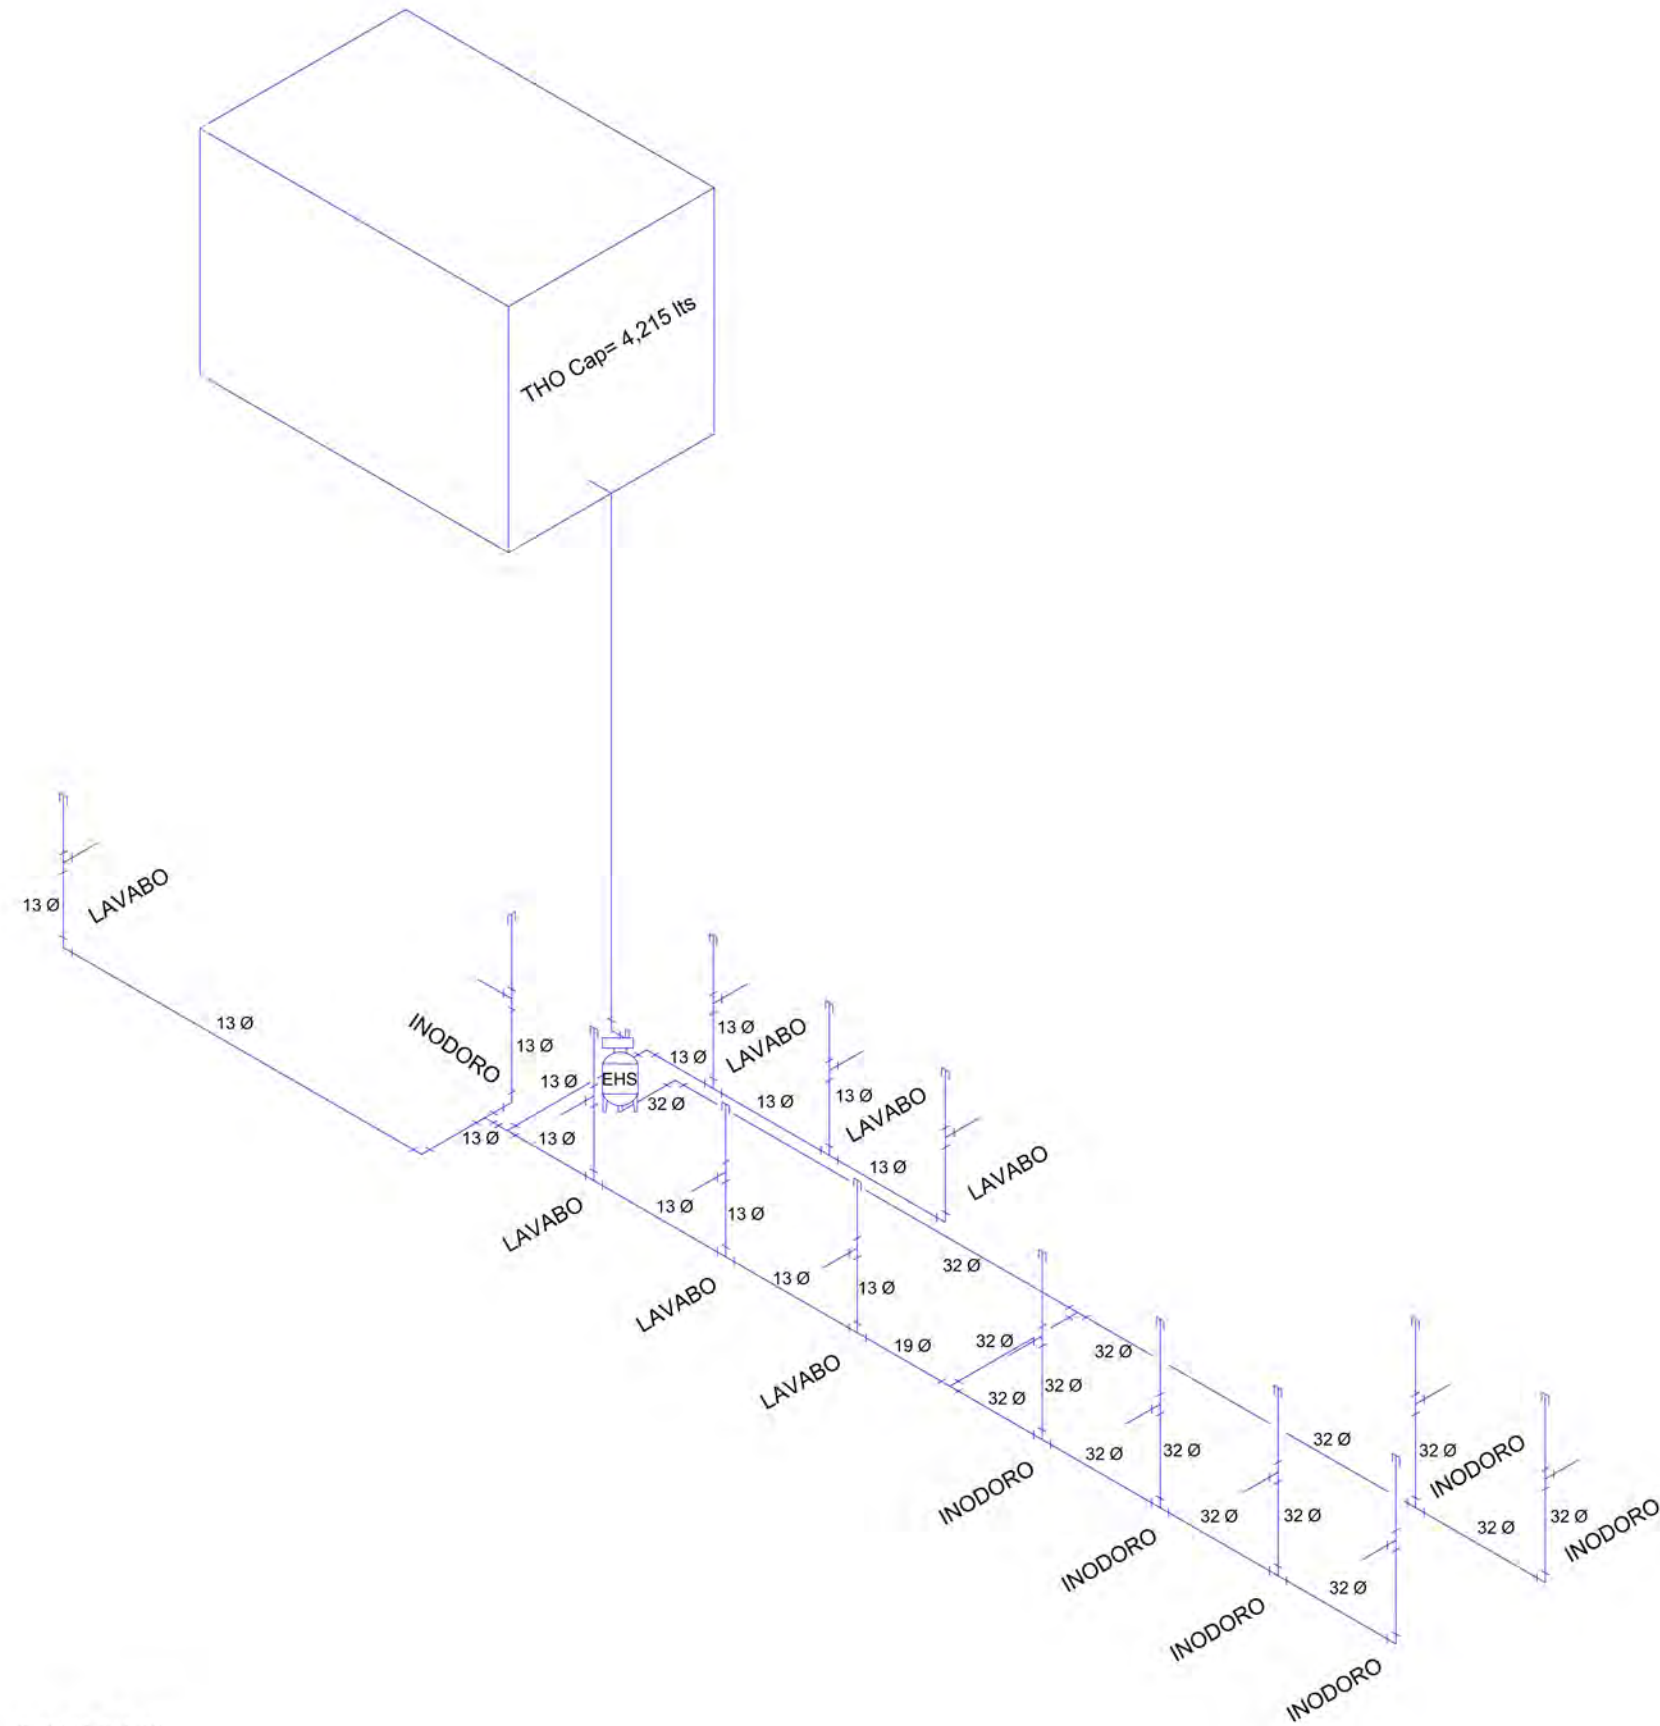 THO Cap= 4,215 lts
LAVABO
13 Ø
13 Ø
INODORO
13 Ø
13 Ø
13 Ø
13 Ø
EHS
32 Ø
13 Ø
13 Ø
LAVABO
13 Ø
13 Ø
LAVABO
13 Ø
LAVABO
LAVABO
13 Ø
13 Ø
LAVABO
13 Ø
13 Ø
LAVABO
19 Ø
32 Ø
32 Ø
32 Ø
32 Ø
32 Ø
INODORO
32 Ø
32 Ø
INODORO
32 Ø
32 Ø
INODORO
32 Ø
INODORO
32 Ø
32 Ø
INODORO
32 Ø
32 Ø
INODORO